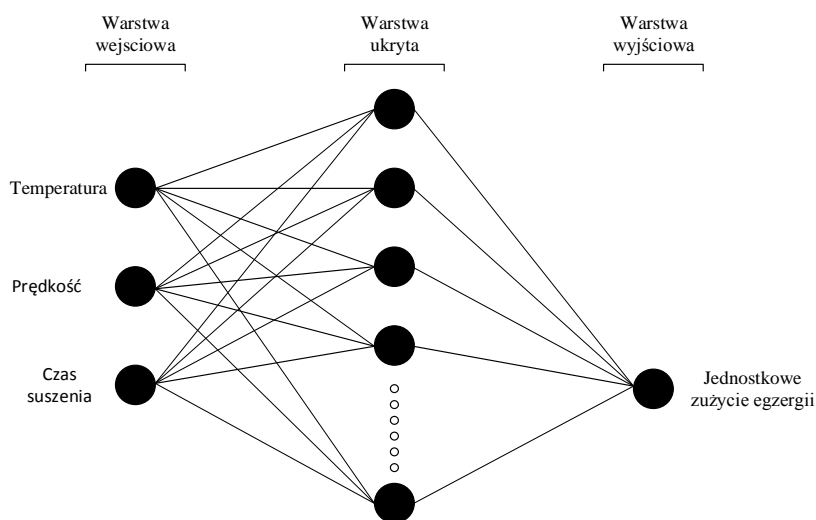 Warstwa
wejsciowa
Warstwa
ukryta
Warstwa
wyjściowa
Temperatura
Prędkość
Czas
suszenia
Jednostkowe
zużycie egzergii